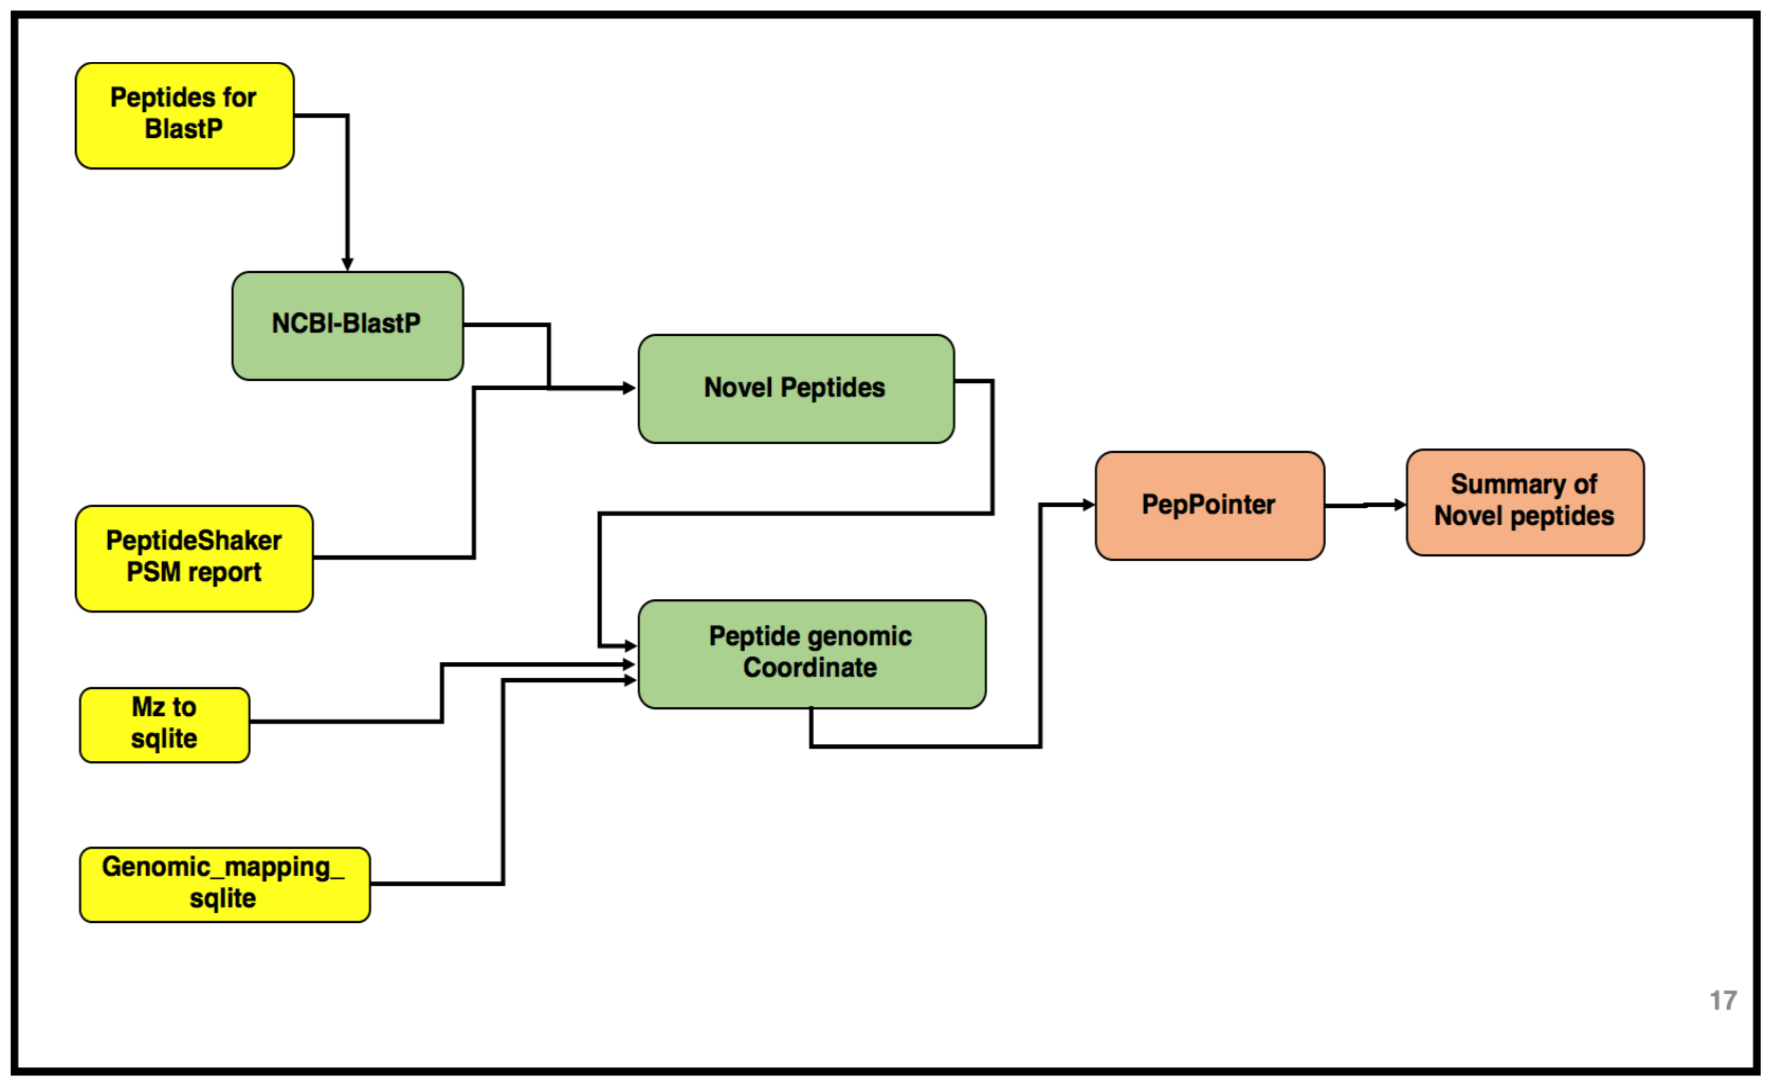 Peptides for
BlastP
NCBI-BlastP
Novel Peptides
PeptideShaker
PSM report
PepPointer
Summary of
Novel peptides
Peptide genomic
Coordinate
Mz to
sqlite
Genomic_mapping_
sqlite
17